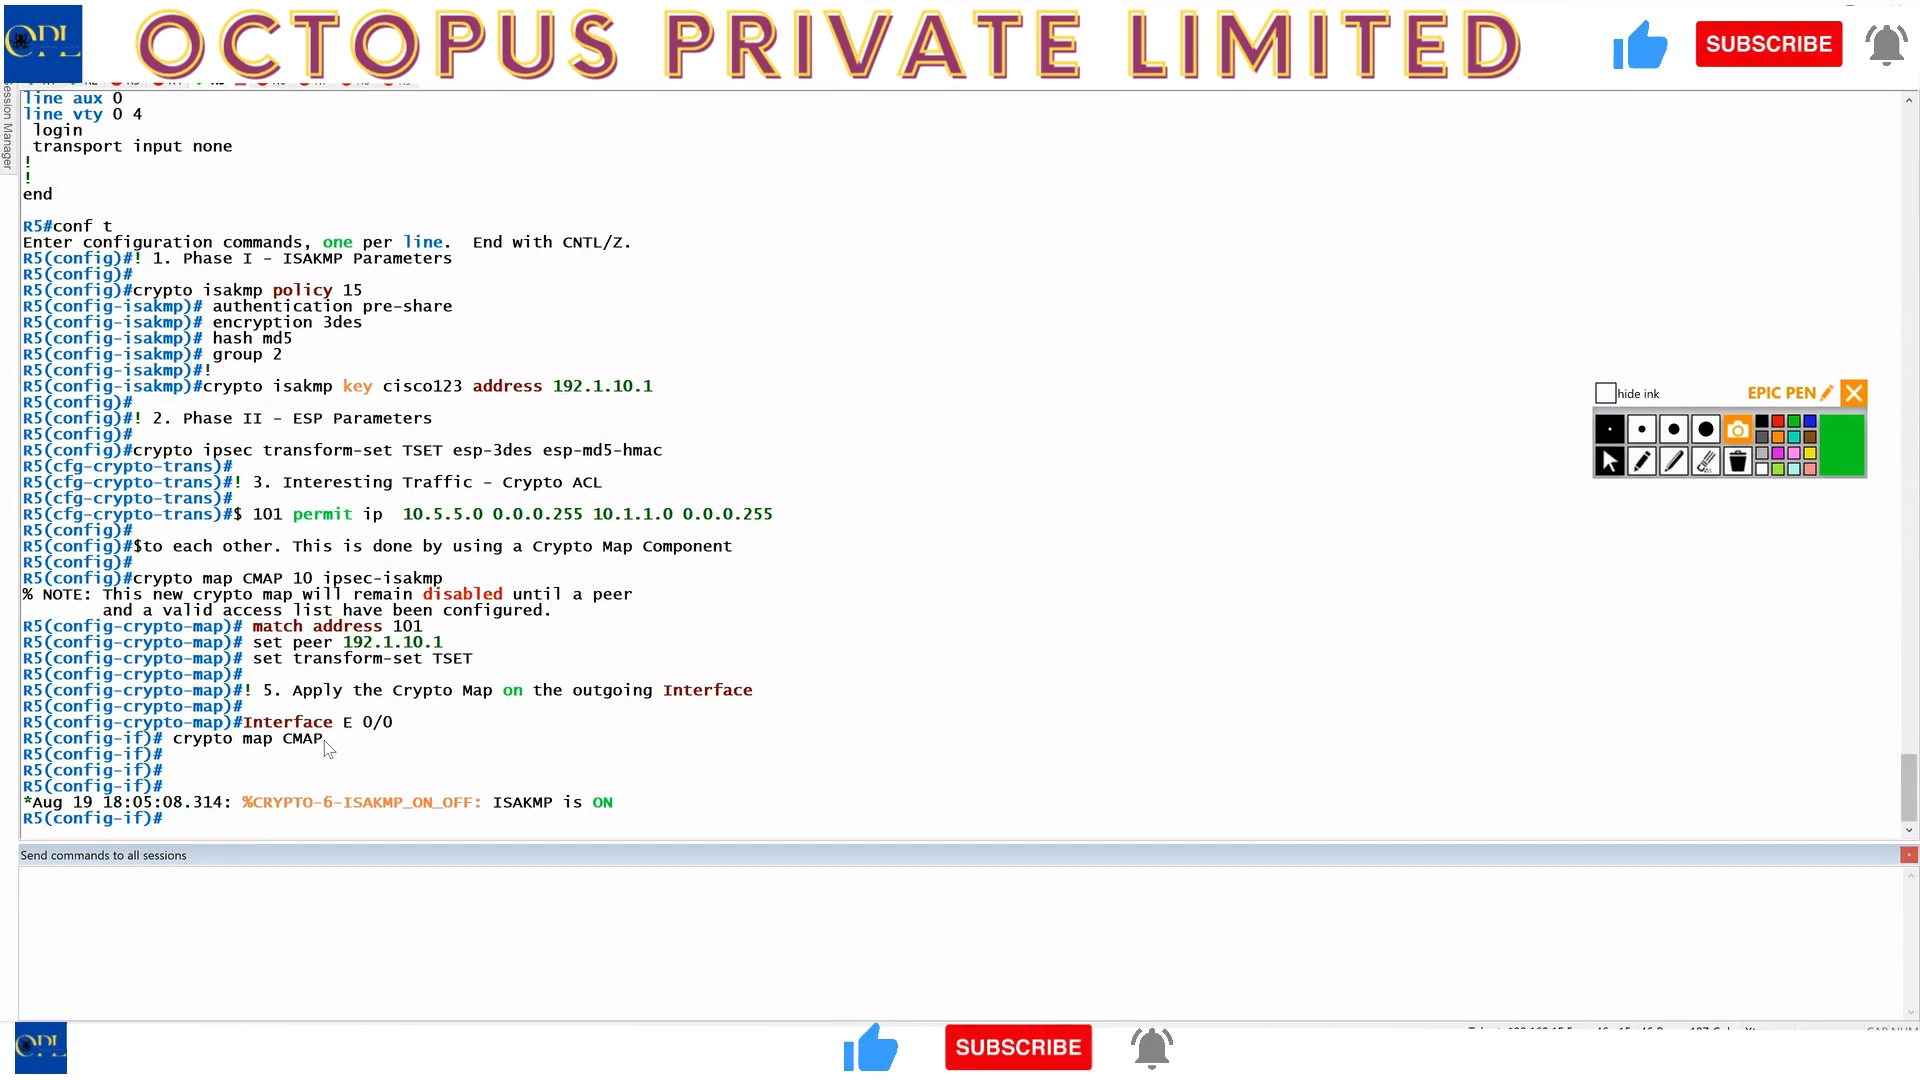 OPL
OCTOPUS PRIVATE LIMITED
SUBSCRIBE
Session Manager
line aux 0
line vty 0 4
login
transport input none
!
!
end
R5#conf t
Enter configuration commands, one per line.  End with CNTL/Z.
R5(config)#! 1. Phase I - ISAKMP Parameters
R5(config)#
R5(config)#crypto isakmp policy 15
R5(config-isakmp)# authentication pre-share
R5(config-isakmp)# encryption 3des
R5(config-isakmp)# hash md5
R5(config-isakmp)# group 2
R5(config-isakmp)#!
R5(config-isakmp)#crypto isakmp key cisco123 address 192.1.10.1
R5(config)#
R5(config)#! 2. Phase II - ESP Parameters
R5(config)#
R5(config)#crypto ipsec transform-set TSET esp-3des esp-md5-hmac
R5(cfg-crypto-trans)#
R5(cfg-crypto-trans)#! 3. Interesting Traffic - Crypto ACL
R5(cfg-crypto-trans)#
R5(cfg-crypto-trans)#$ 101 permit ip  10.5.5.0 0.0.0.255 10.1.1.0 0.0.0.255
R5(config)#
R5(config)#$to each other. This is done by using a Crypto Map Component
R5(config)#
R5(config)#crypto map CMAP 10 ipsec-isakmp
% NOTE: This new crypto map will remain disabled until a peer
and a valid access list have been configured.
R5(config-crypto-map)# match address 101
R5(config-crypto-map)# set peer 192.1.10.1
R5(config-crypto-map)# set transform-set TSET
R5(config-crypto-map)#
R5(config-crypto-map)#! 5. Apply the Crypto Map on the outgoing Interface
R5(config-crypto-map)#
R5(config-crypto-map)#Interface E 0/0
R5(config-if)# crypto map CMAP
R5(config-if)#
R5(config-if)#
R5(config-if)#
*Aug 19 18:05:08.314: %CRYPTO-6-ISAKMP_ON_OFF: ISAKMP is ON
R5(config-if)#
hide ink
EPIC PEN
Send commands to all sessions
OPL
SUBSCRIBE